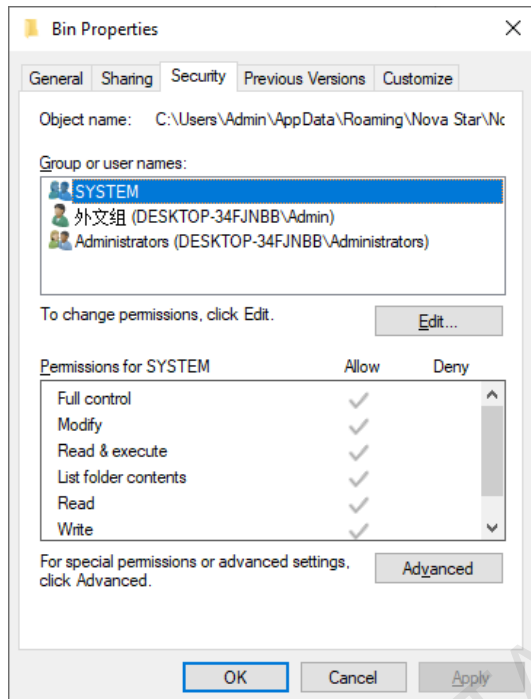 Bin Properties
General Sharing Security Previous Versions Customize
Object name: C:\Users\Admin\AppData\Roaming\Nova Star\Nc
Group or user names:
SYSTEM
外文组 (DESKTOP-34FJNBB\Admin)
Administrators (DESKTOP-34FJNBB\Administrators)
To change permissions, click Edit.
Edit...
Permissions for SYSTEM Allow Deny
Full control
Modify
Read & execute
List folder contents
Read
Write
For special permissions or advanced settings,
click Advanced.
Advanced
OK Cancel Apply